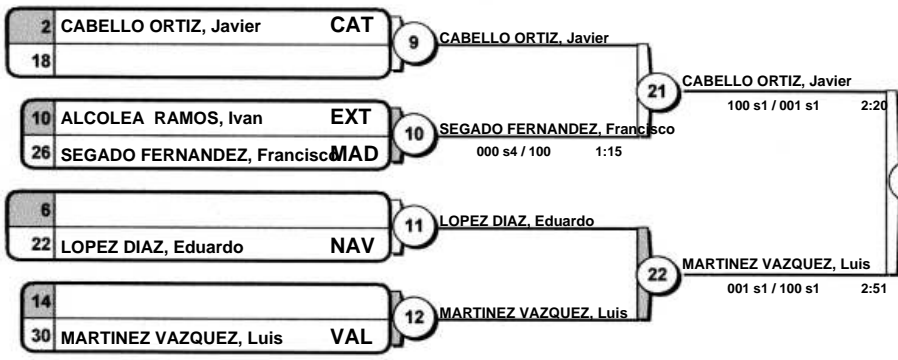 2 CABELLO ORTIZ, Javier CAT
18
9
CABELLO ORTIZ, Javier
10 ALCOLEA RAMOS, Ivan EXT
26 SEGADO FERNANDEZ, Francisco MAD
10
SEGADO FERNANDEZ, Francisco
000 s4 / 100 1:15
21
CABELLO ORTIZ, Javier
100 s1 / 001 s1 2:20
6
22 LOPEZ DIAZ, Eduardo NAV
11
LOPEZ DIAZ, Eduardo
14
30 MARTINEZ VAZQUEZ, Luis VAL
12
MARTINEZ VAZQUEZ, Luis
22
MARTINEZ VAZQUEZ, Luis
001 s1 / 100 s1 2:51